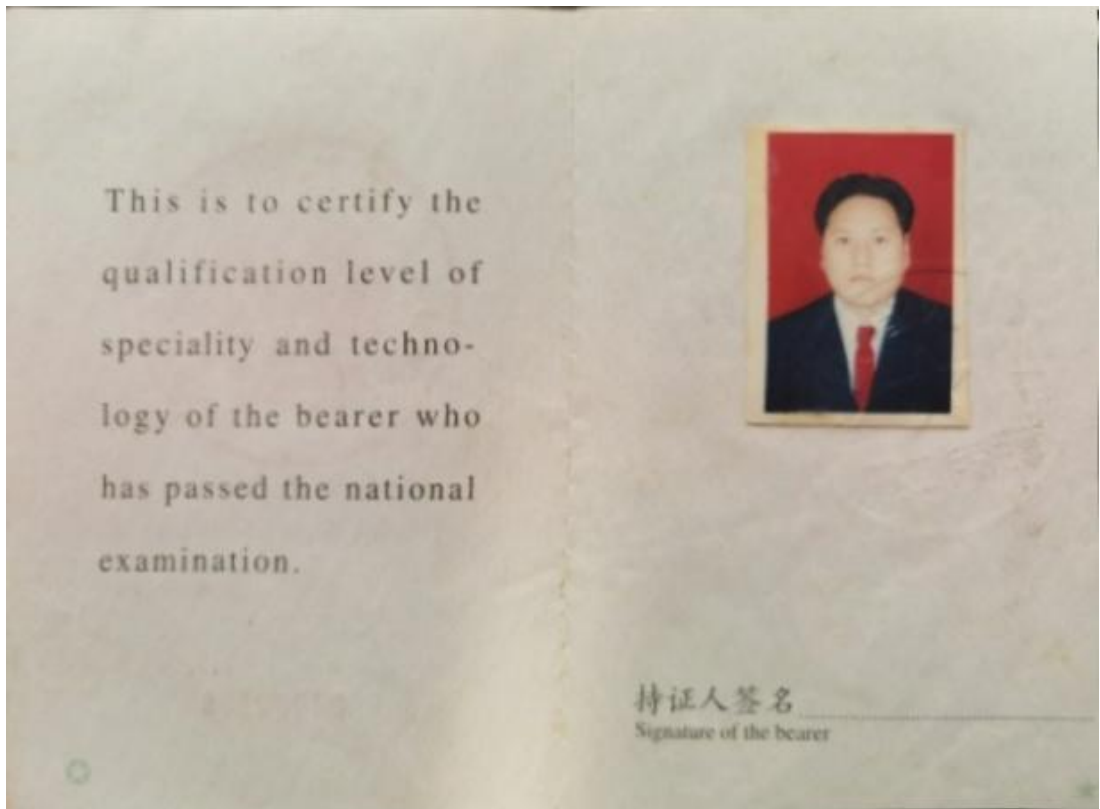 This is to certify the
qualification level of
speciality and techno-
logy of the bearer who
has passed the national
examination.
持证人签名
Signature of the bearer